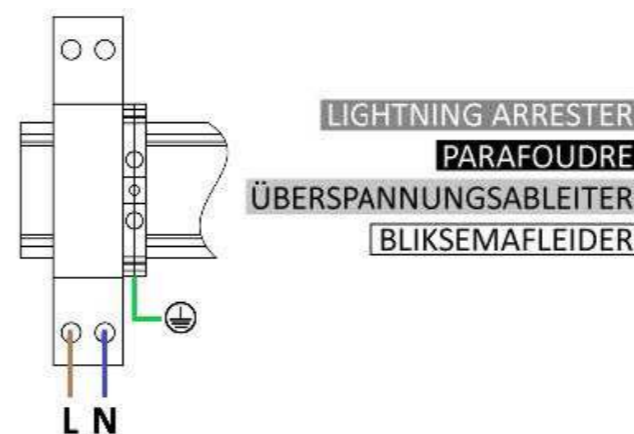 LIGHTNING ARRESTER
PARAFOUDRE
ÜBERSPANNUNGSABLEITER
BLIKSEMAFLEIDER
L N